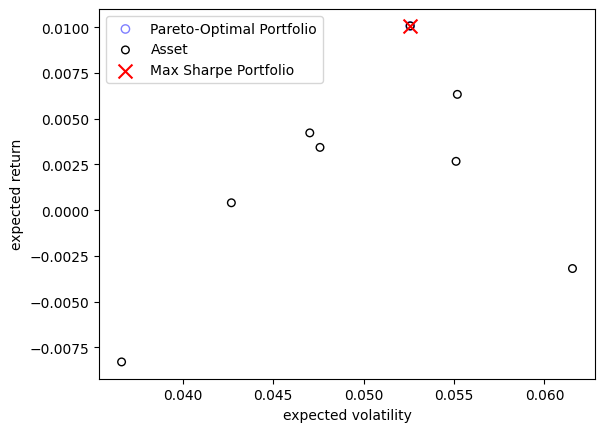 Pareto-Optimal Portfolio
Asset
Max Sharpe Portfolio
0.0100
0.0075
0.0050
0.0025
0.0000
−0.0025
−0.0050
−0.0075
expected return
0.040
0.045
0.050
0.055
0.060
expected volatility